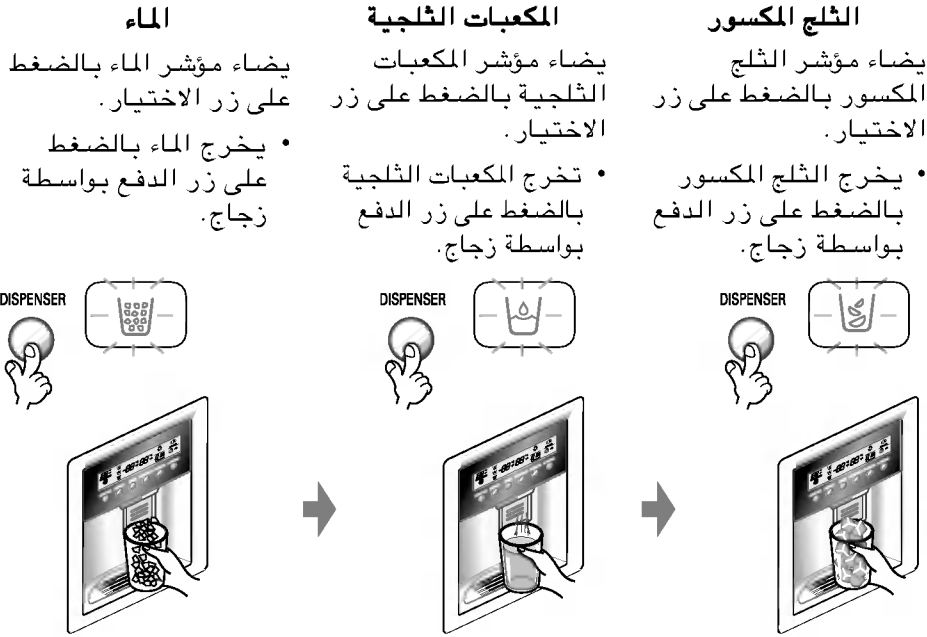 الثلج المكسور
يضاء مؤشر الثلج
المكسور بالضغط على زر
الاختيار.
• يخرج الثلج المكسور
بالضغط على زر الدفع
بواسطة زجاج.
المكعبات الثلجية
يضاء مؤشر المكعبات
الثلجية بالضغط على زر
الاختيار.
• تخرج المكعبات الثلجية
بالضغط على زر الدفع
بواسطة زجاج.
الماء
يضاء مؤشر الماء بالضغط
على زر الاختيار.
• يخرج الماء بالضغط
على زر الدفع بواسطة
زجاج.
DISPENSER
DISPENSER
DISPENSER